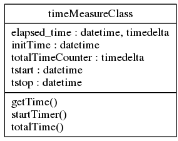 timeMeasureClass
elapsed_time : datetime, timedelta
initTime : datetime
totalTimeCounter : timedelta
tstart : datetime
tstop : datetime
getTime()
startTimer()
totalTime()